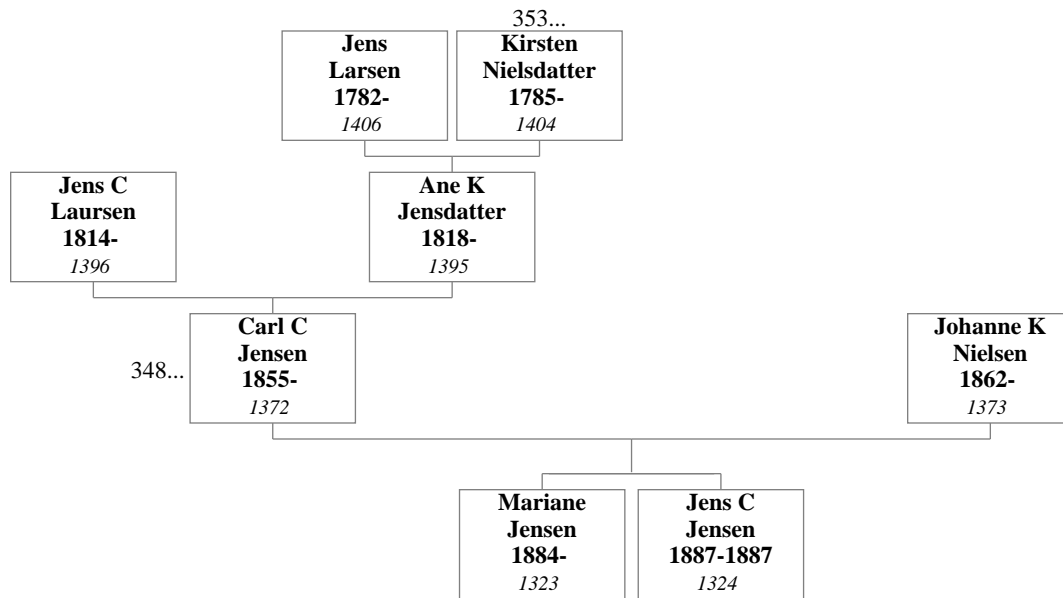 353...
Jens
Larsen
1782-
1406
Kirsten
Nielsdatter
1785-
1404
Jens C
Laursen
1814-
1396
Ane K
Jensdatter
1818-
1395
348...
Carl C
Jensen
1855-
1372
Johanne K
Nielsen
1862-
1373
Mariane
Jensen
1884-
1323
Jens C
Jensen
1887-1887
1324